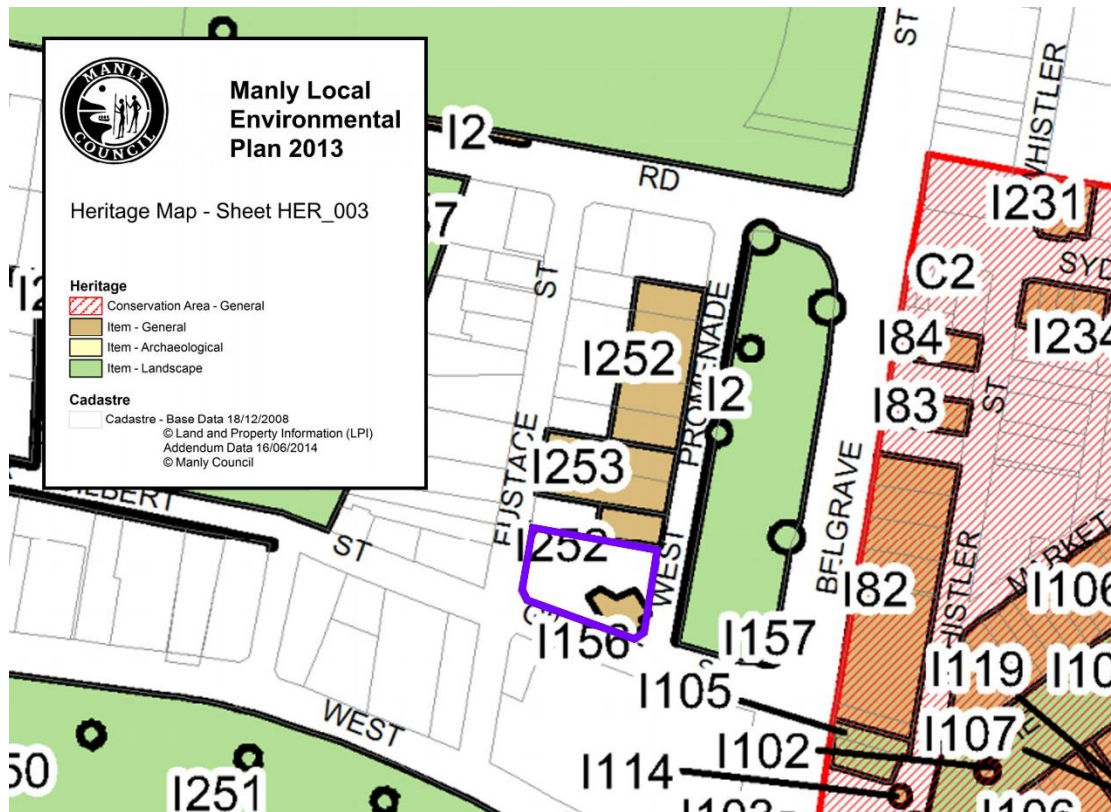 MANLY
COUNCIL
Manly Local
Environmental
Plan 2013
Heritage Map - Sheet HER_003
Heritage
Conservation Area - General
Item - General
Item - Archaeological
Item - Landscape
Cadastre
Cadastre - Base Data 18/12/2008
© Land and Property Information (LPI)
Addendum Data 16/06/2014
© Manly Council
I2
RD
ST
WHISTLER
I231
SYD
C2
ST
I252
PROMENADE
I2
I84
I234
I83
ST
EUSTACE
I253
BELGRAVE
I252
WEST
I82
WHISTLER
MARKET
I106
ST
I156
I157
I105
I119
I102
I107
I114
WEST
50
I251